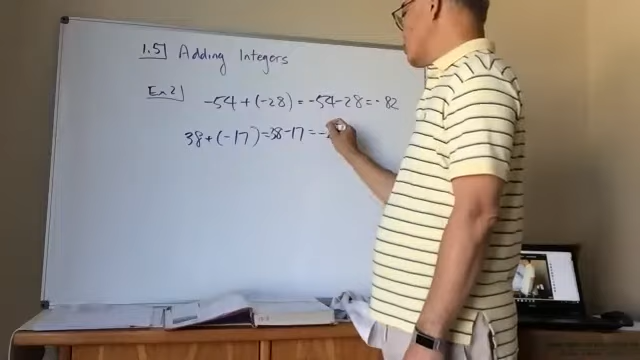 1.5 Adding Integers
Ex 2
-54 + (-28) = -54-28 = -82
38 + (-17) = 38-17 = -